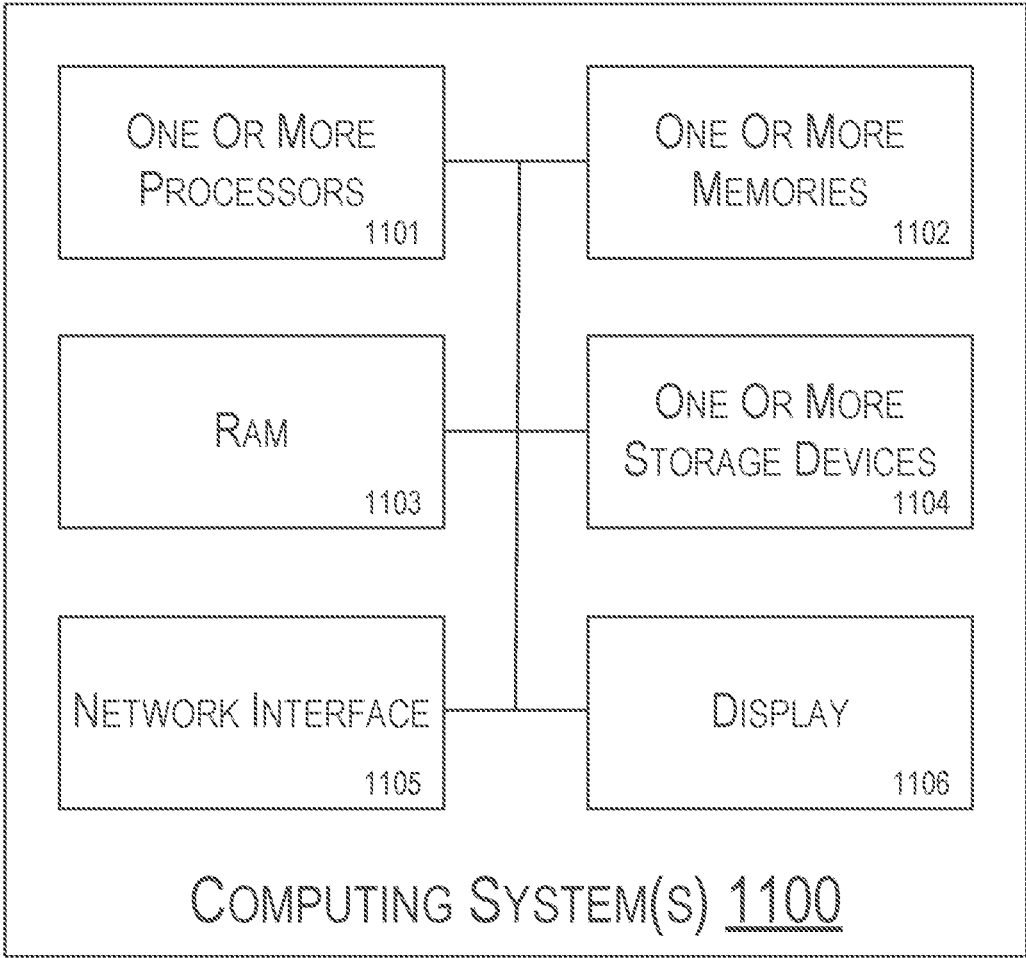 ONE OR MORE
PROCESSORS
1101
ONE OR MORE
MEMORIES
1102
RAM
1103
ONE OR MORE
STORAGE DEVICES
1104
NETWORK INTERFACE
1105
DISPLAY
1106
COMPUTING SYSTEM(S) 1100